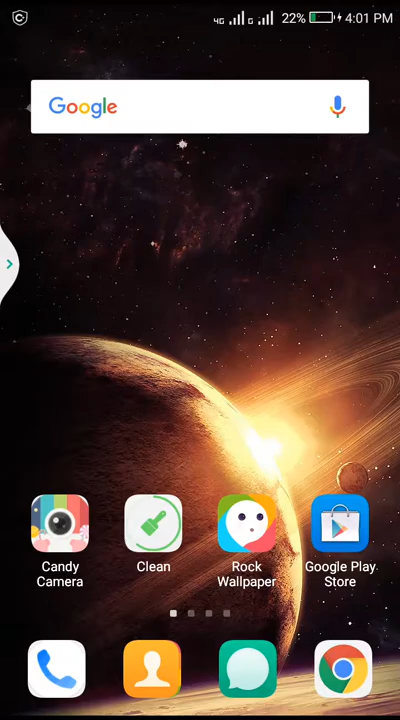 4G G 22% 4:01 PM
Google
Candy Camera
Clean
Rock Wallpaper
Google Play Store